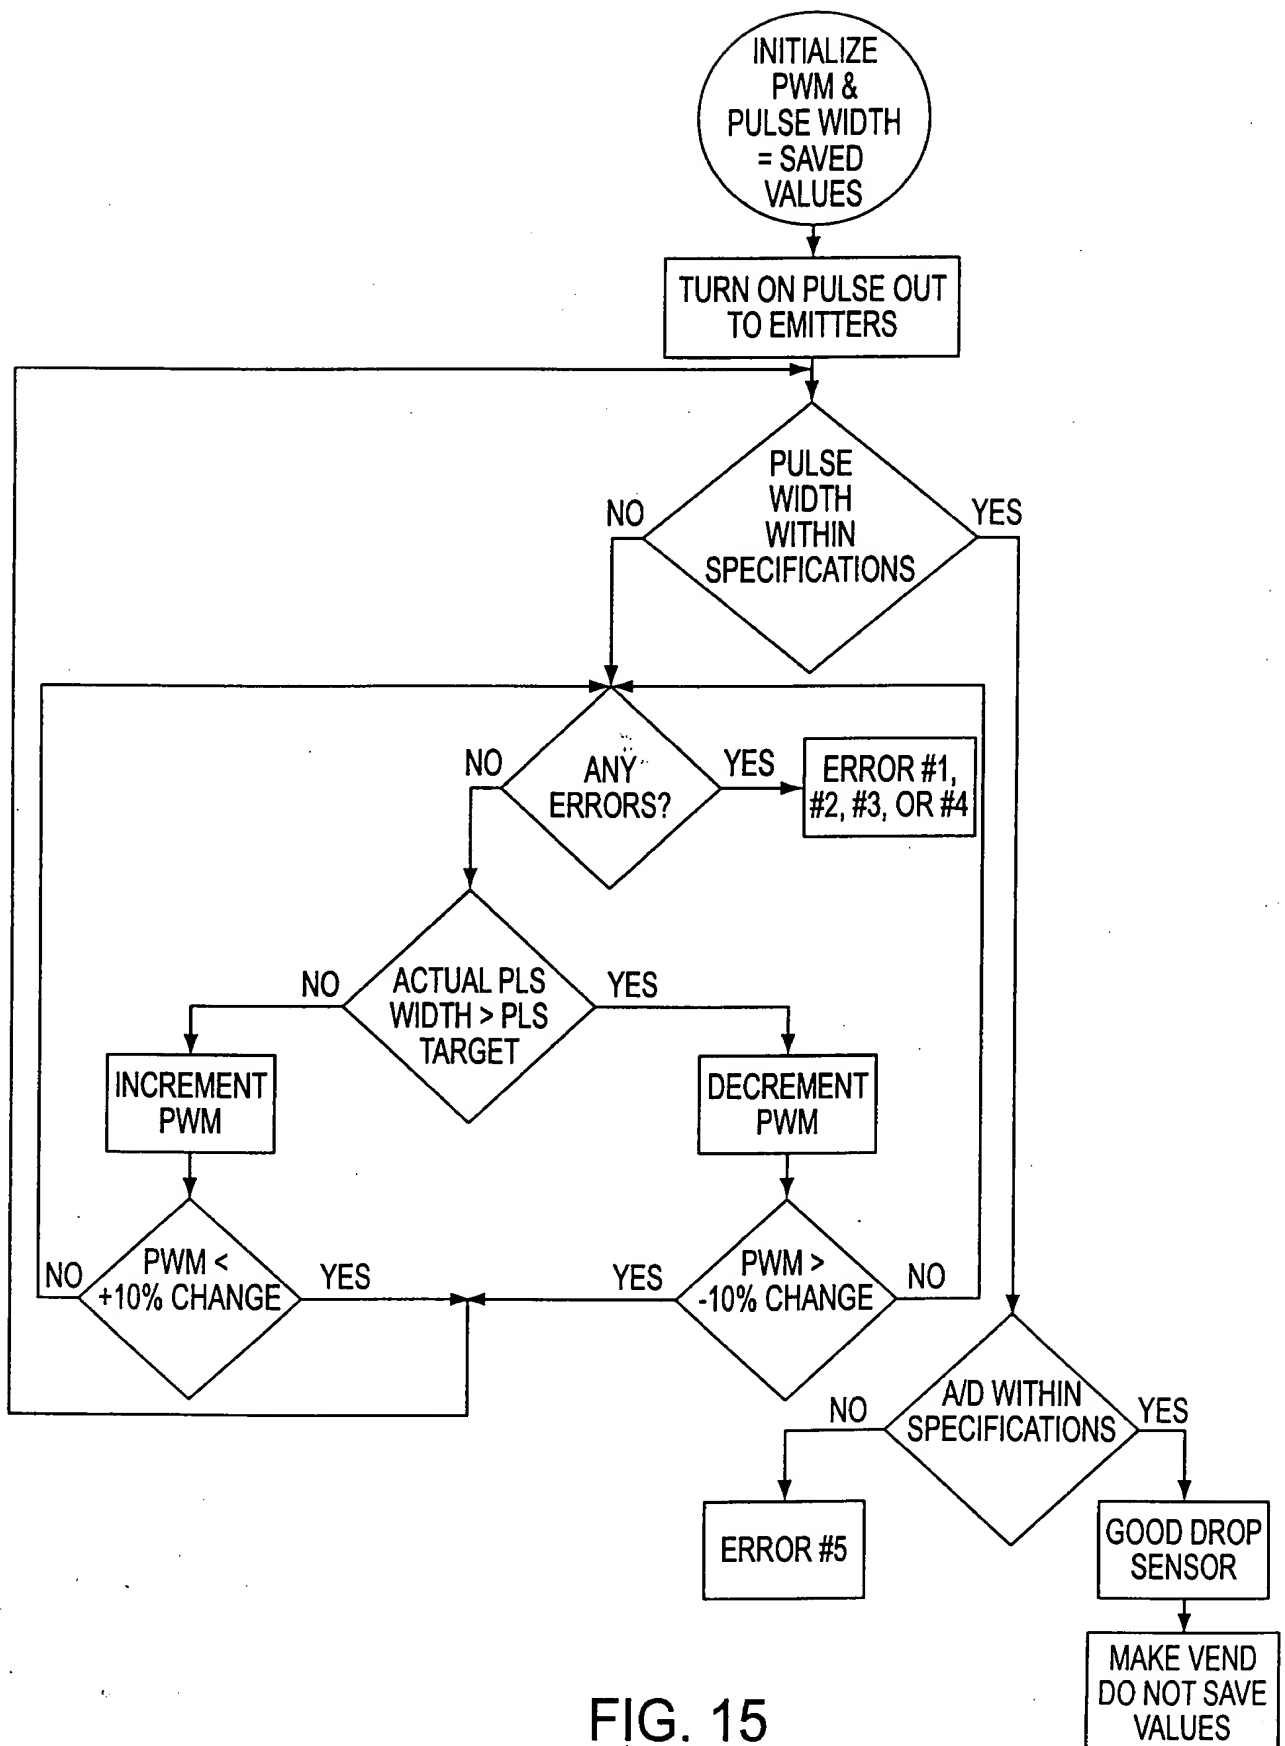 INITIALIZE
PWM &
PULSE WIDTH
= SAVED
VALUES
TURN ON PULSE OUT
TO EMITTERS
PULSE
WIDTH
WITHIN
SPECIFICATIONS
NO
YES
ANY
ERRORS?
NO
YES
ERROR #1,
#2, #3, OR #4
ACTUAL PLS
WIDTH > PLS
TARGET
NO
YES
INCREMENT
PWM
DECREMENT
PWM
PWM <
+10% CHANGE
NO
YES
PWM >
-10% CHANGE
YES
NO
A/D WITHIN
SPECIFICATIONS
NO
YES
ERROR #5
GOOD DROP
SENSOR
MAKE VEND
DO NOT SAVE
VALUES
FIG. 15